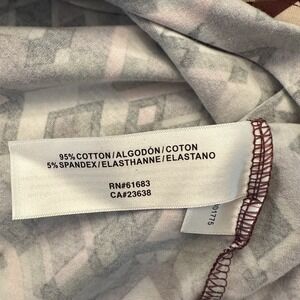 95% COTTON/ALGODÓN/COTON
5% SPANDEX/ELASTHANNE/ELASTANO
RN#61683
CA#23638